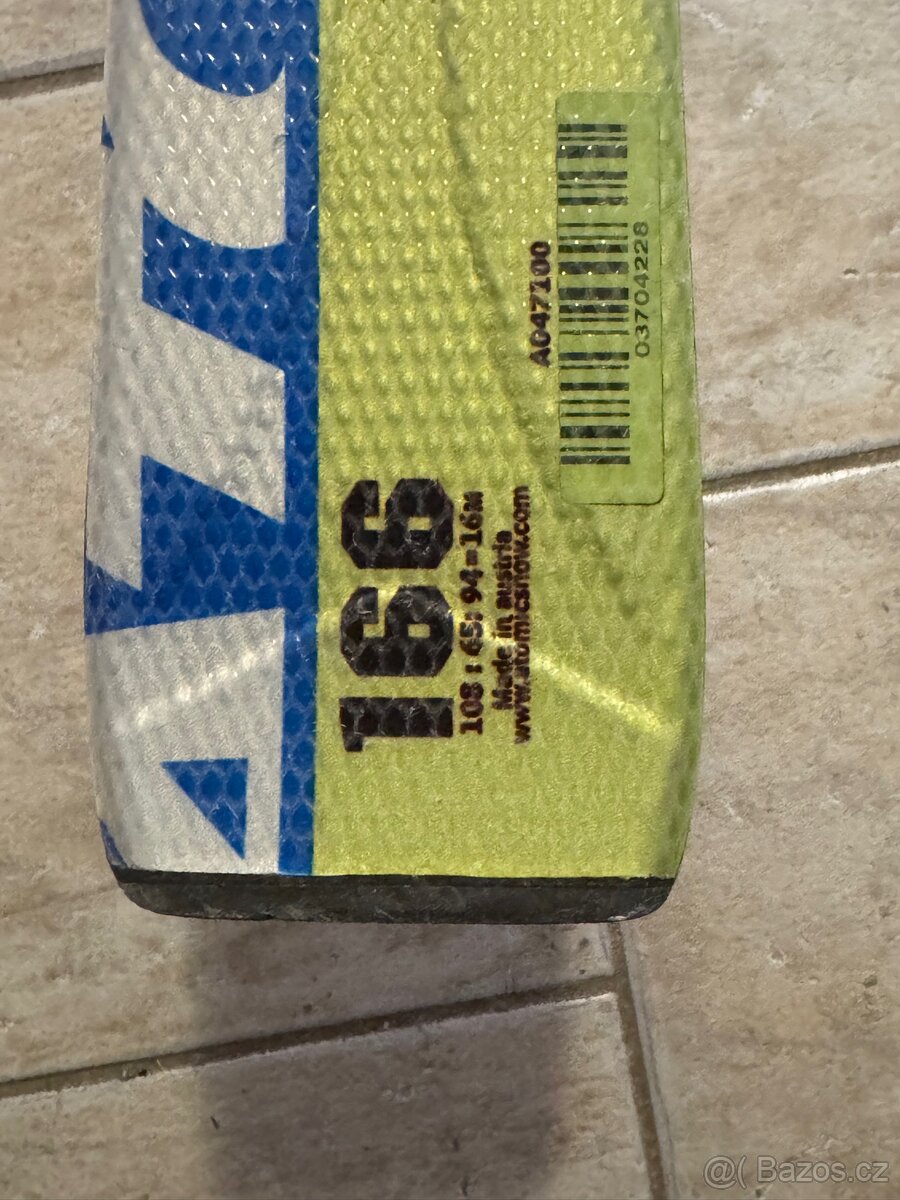 166
108 : 65: 94=16m
Made in austria
www.atomicsnow.com
A047100
03704228
@( Bazos.cz